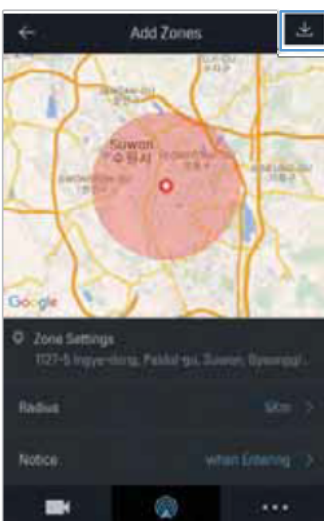 Add Zones
Suwon
수원시
Google
Zone Settings
1127-5 Ingye-dong, Paldal-gu, Suwon, Gyeonggi..
Radius
5Km
Notice
when Entering